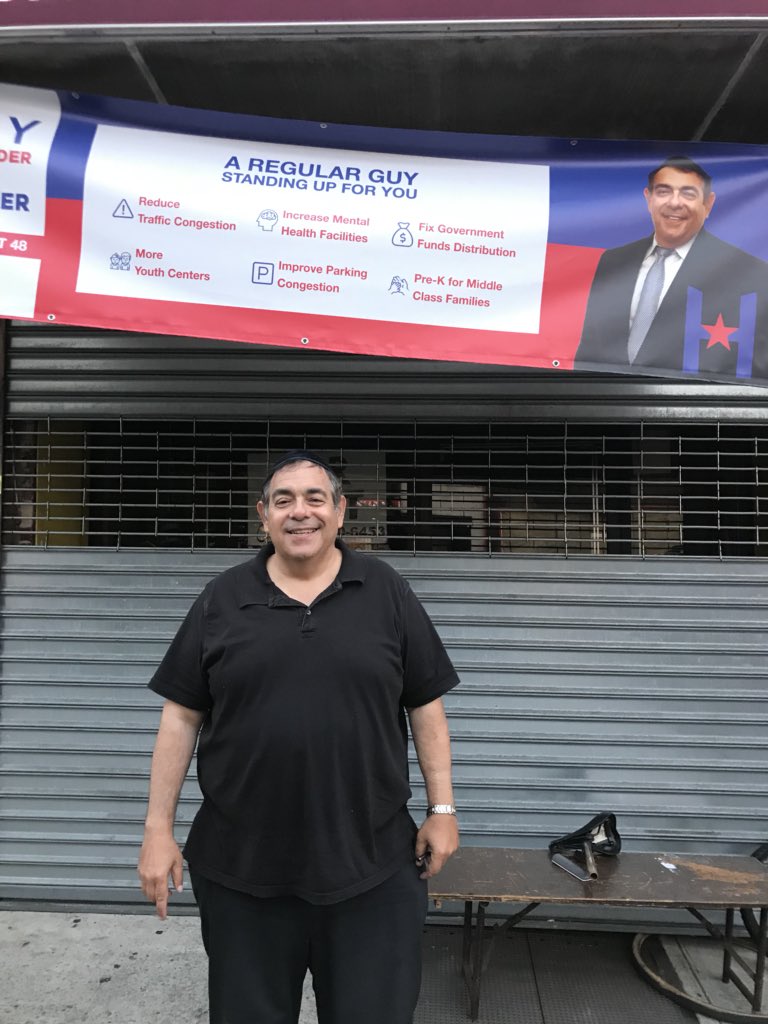 Y
DER
ER
T 48
A REGULAR GUY
STANDING UP FOR YOU
Reduce
Traffic Congestion
Increase Mental
Health Facilities
Fix Government
Funds Distribution
More
Youth Centers
P
Improve Parking
Congestion
Pre-K for Middle
Class Families
H
-6453